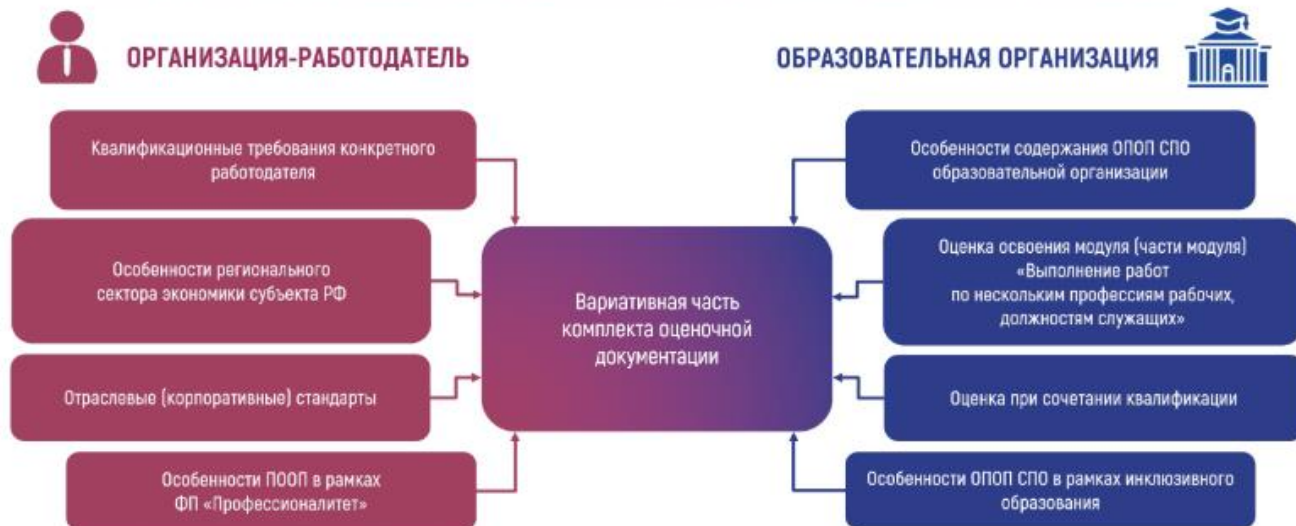 ОРГАНИЗАЦИЯ-РАБОТОДАТЕЛЬ
Квалификационные требования конкретного
работодателя
Особенности регионального
сектора экономики субъекта РФ
Отраслевые (корпоративные) стандарты
Особенности ПООП в рамках
ФП «Профессионалитет»
Вариативная часть
комплекта оценочной
документации
ОБРАЗОВАТЕЛЬНАЯ ОРГАНИЗАЦИЯ
Особенности содержания ОПОП СПО
образовательной организации
Оценка освоения модуля (части модуля)
«Выполнение работ
по нескольким профессиям рабочих,
должностям служащих»
Оценка при сочетании квалификации
Особенности ОПОП СПО в рамках инклюзивного
образования